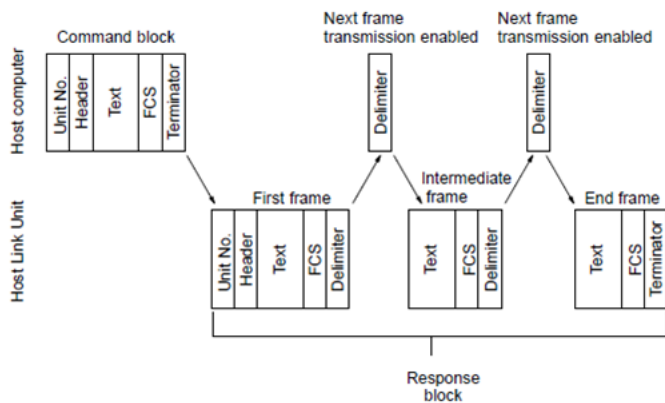 Next frame
transmission enabled
Next frame
transmission enabled
Command block
Host computer
Unit No.
Header
Text
FCS
Terminator
Delimiter
Delimiter
Host Link Unit
First frame
Unit No.
Header
Text
FCS
Delimiter
Intermediate
frame
Text
FCS
Delimiter
End frame
Text
FCS
Terminator
Response
block